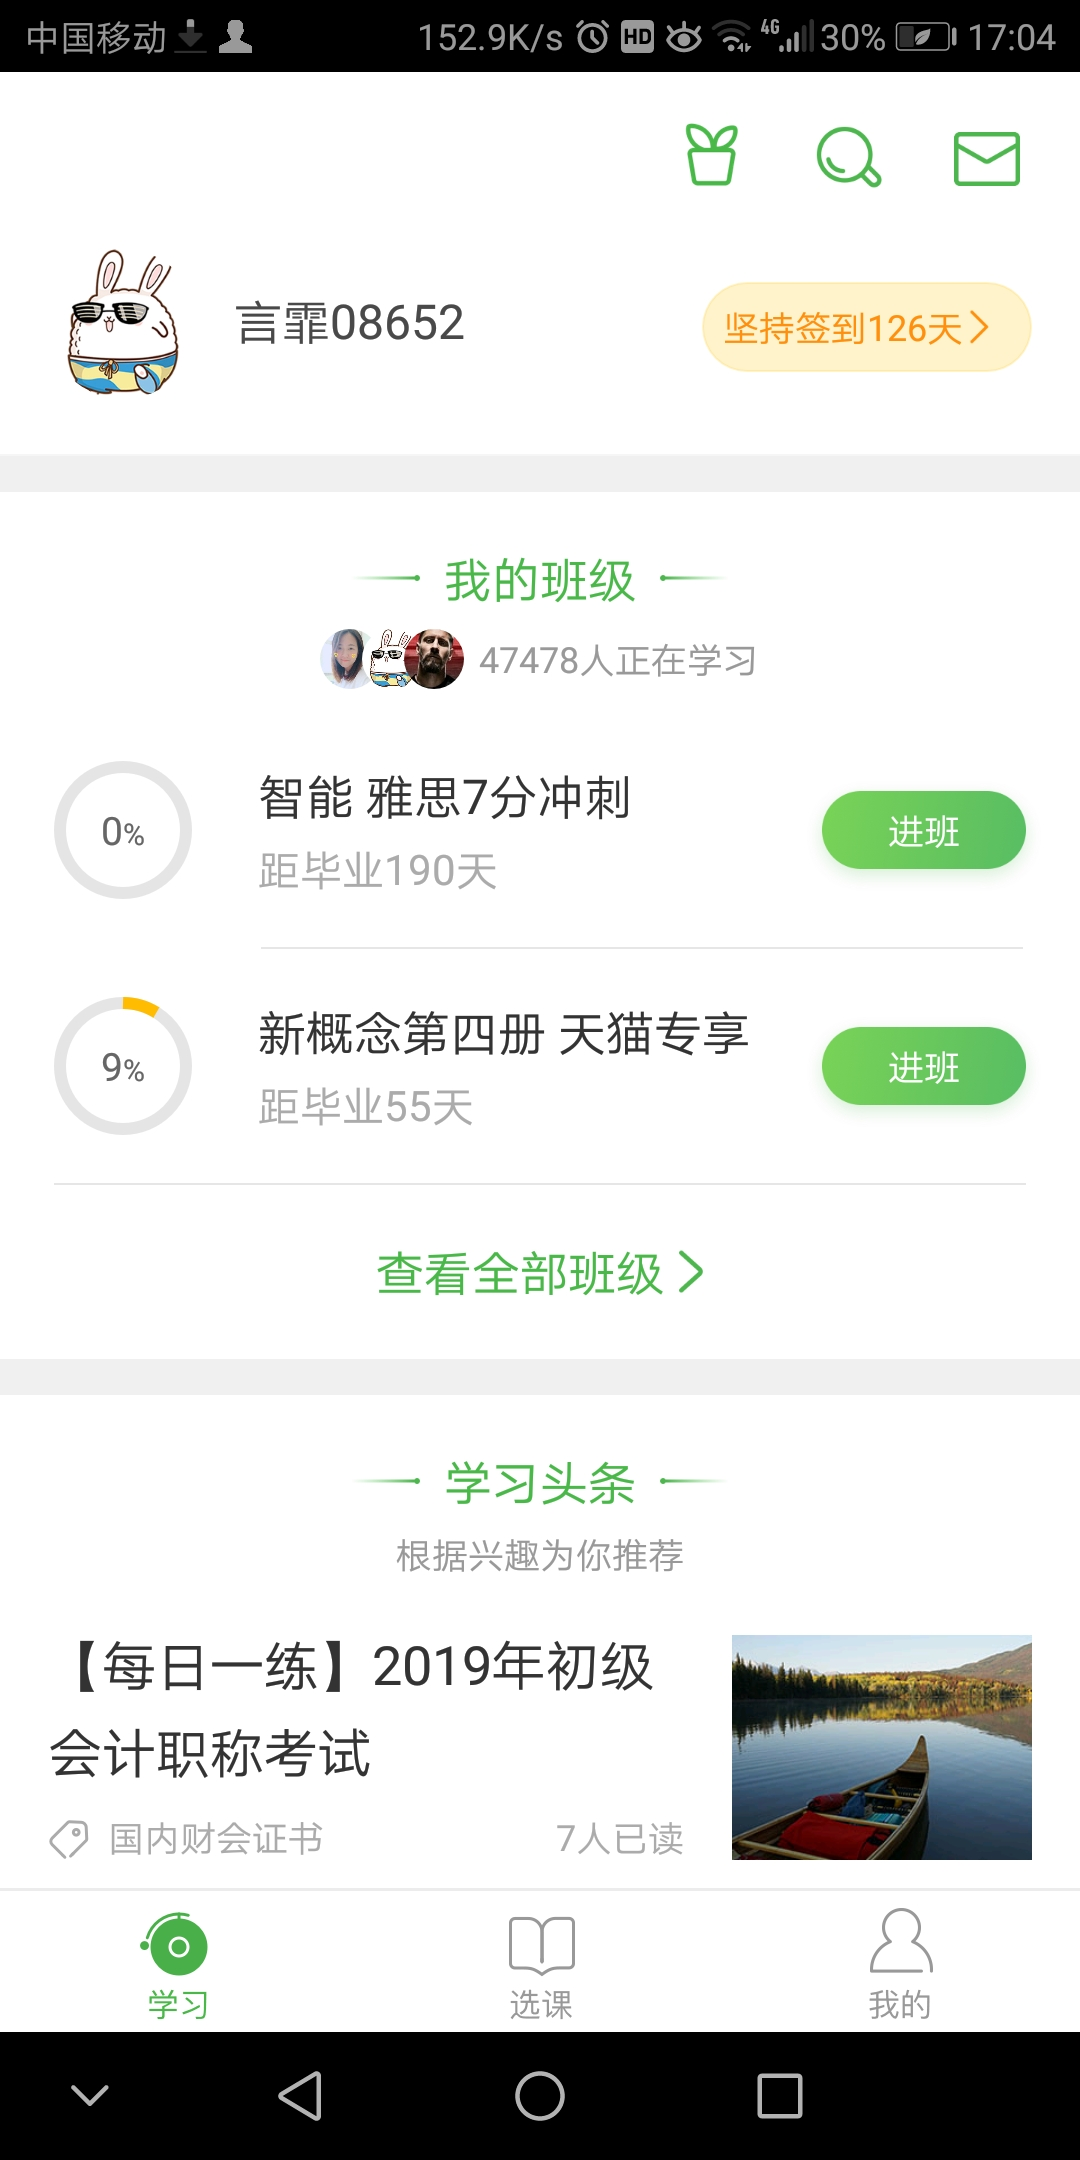 中国移动 152.9K/s HD 4G 30% 17:04
言霏08652
坚持签到126天
我的班级
47478人正在学习
0%
智能 雅思7分冲刺
距毕业190天
进班
9%
新概念第四册 天猫专享
距毕业55天
进班
查看全部班级
学习头条
根据兴趣为你推荐
【每日一练】2019年初级
会计职称考试
国内财会证书 7人已读
学习 选课 我的